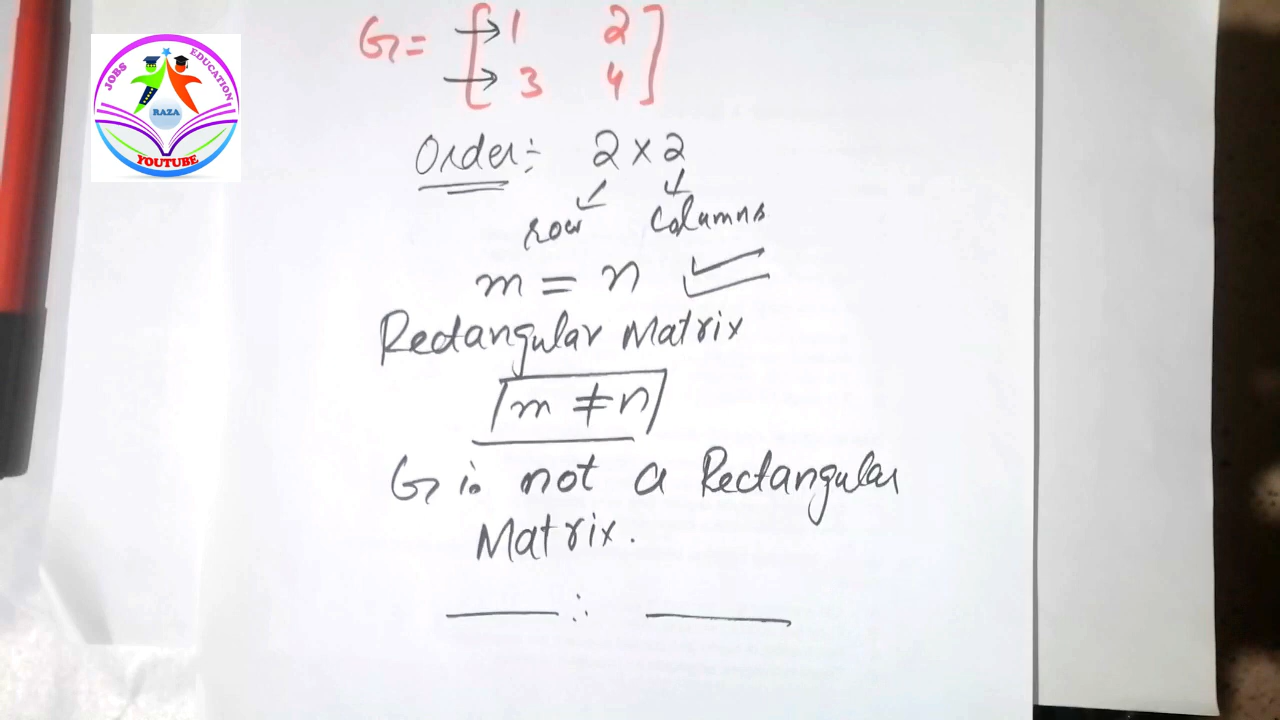 JOBS EDUCATION
RAZA
YOUTUBE
G = [→ 1 2
→ 3 4]
Order:- 2 × 2
row columns
m = n ✓
Rectangular Matrix
m ≠ n
G is not a Rectangular
Matrix.